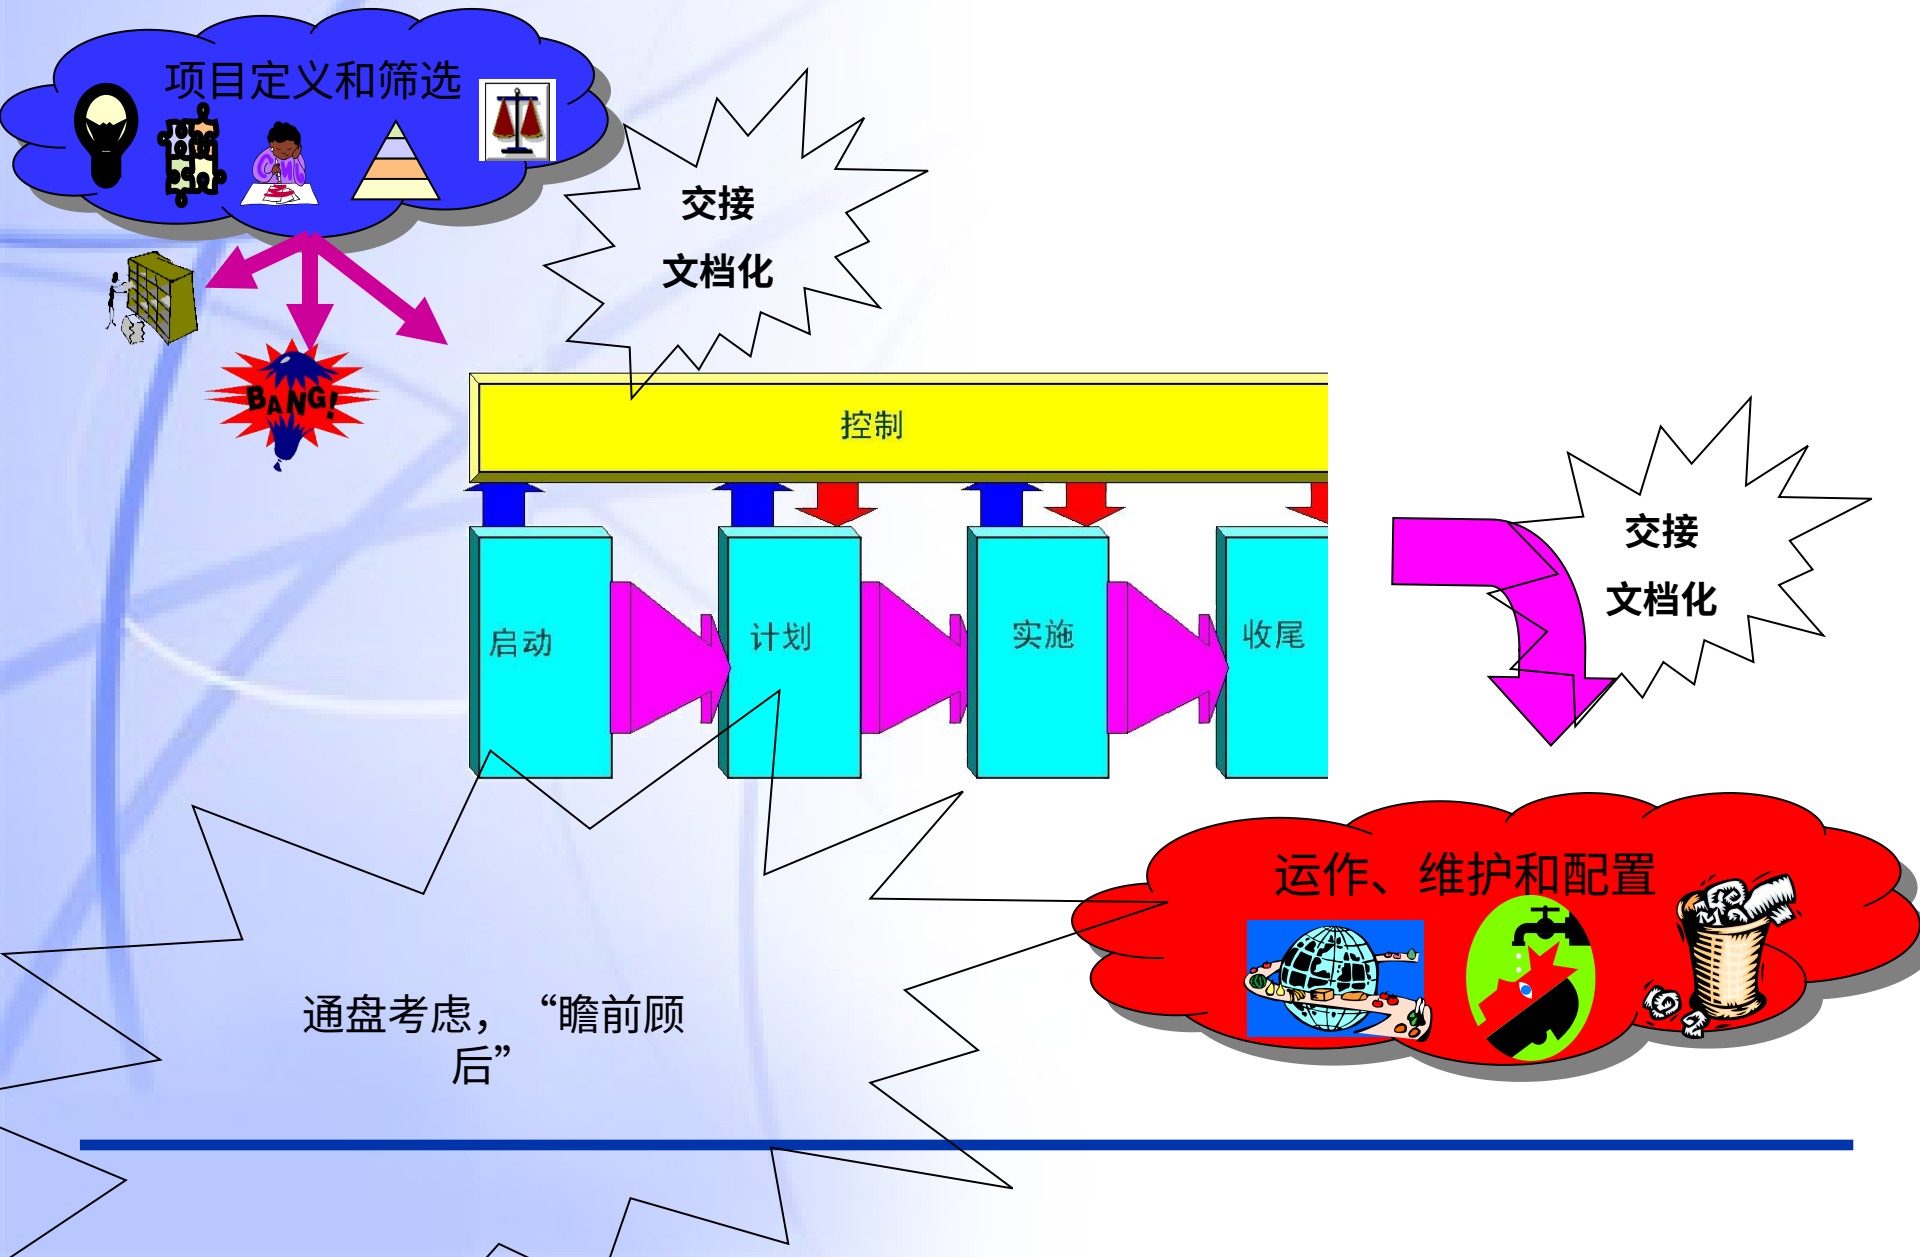 项目定义和筛选
交接
文档化
BANG!
控制
启动
计划
实施
收尾
交接
文档化
运作、维护和配置
通盘考虑，“瞻前顾
后”